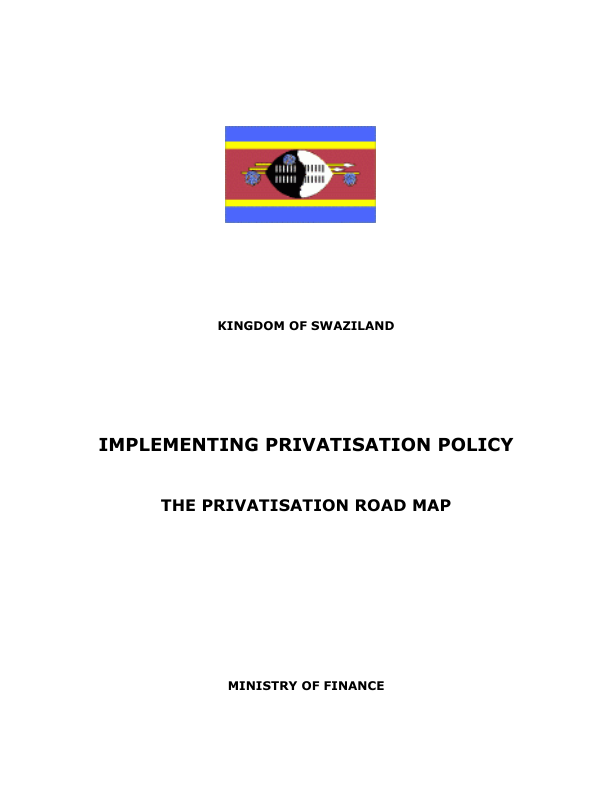 KINGDOM OF SWAZILAND
IMPLEMENTING PRIVATISATION POLICY
THE PRIVATISATION ROAD MAP
MINISTRY OF FINANCE